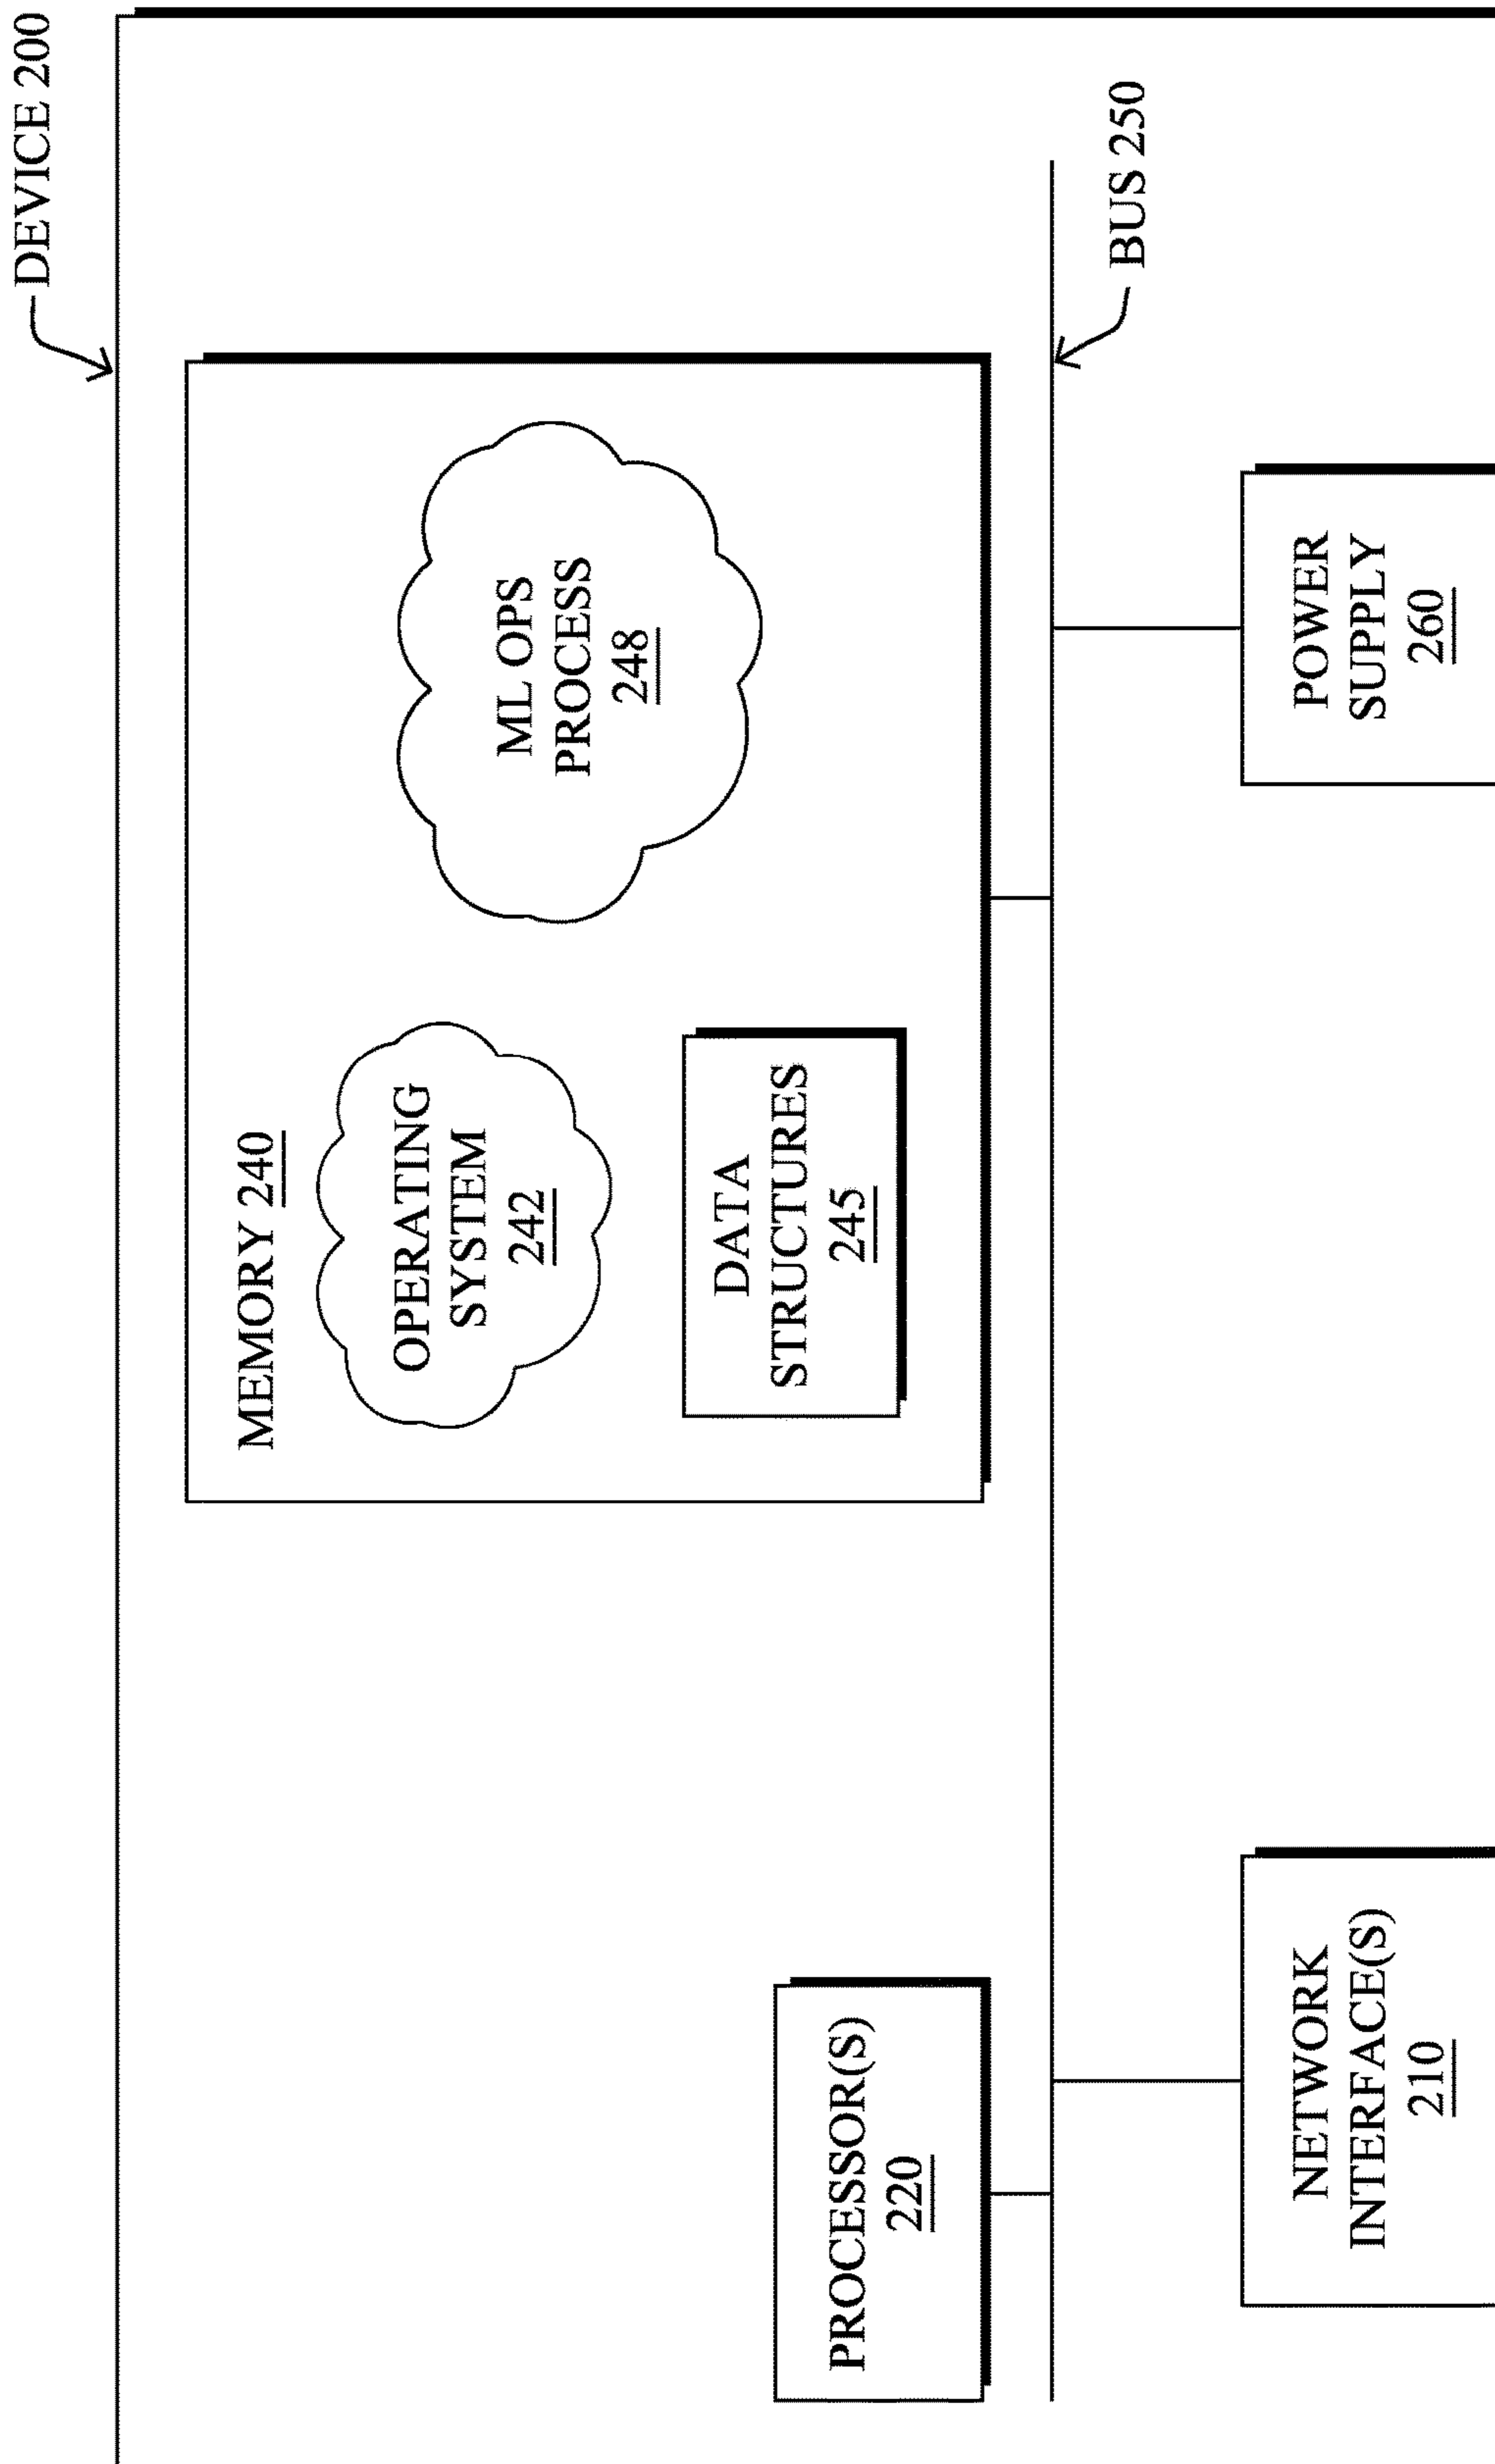 DEVICE 200
MEMORY 240
OPERATING
SYSTEM
242
ML OPS
PROCESS
248
DATA
STRUCTURES
245
PROCESSOR(S)
220
BUS 250
NETWORK
INTERFACE(S)
210
POWER
SUPPLY
260